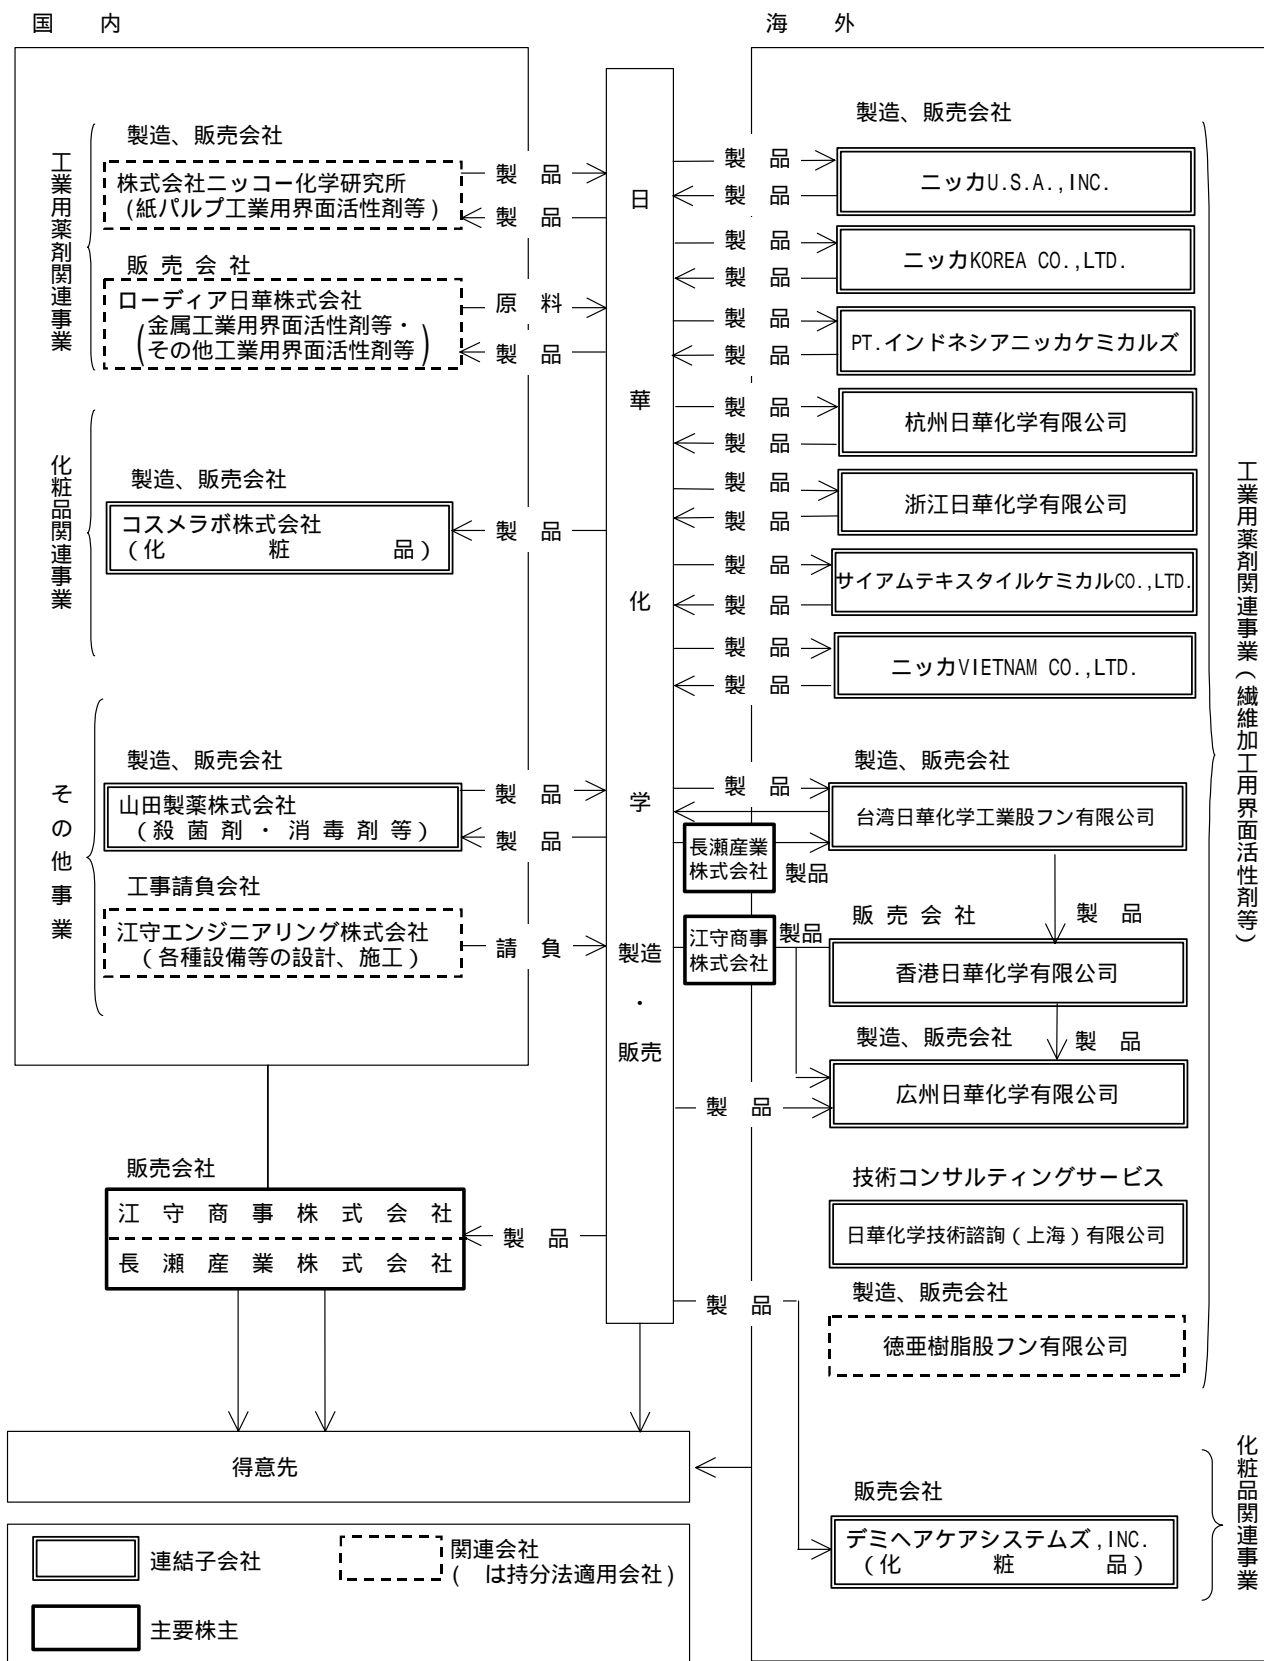 国　内
工業用薬剤関連事業
製造、販売会社
株式会社ニッコー化学研究所
(紙パルプ工業用界面活性剤等)
製　品
製　品
販 売 会 社
ローディア日華株式会社
(金属工業用界面活性剤等・
その他工業用界面活性剤等)
原　料
製　品
化粧品関連事業
製造、販売会社
コスメラボ株式会社
(化　粧　品)
製　品
その他事業
製造、販売会社
山田製薬株式会社
(殺 菌 剤 ・ 消 毒 剤 等)
製　品
製　品
工事請負会社
江守エンジニアリング株式会社
(各種設備等の設計、施工)
請　負
販売会社
江 守 商 事 株 式 会 社
長 瀬 産 業 株 式 会 社
製　品
日華化学
製造・販売
海　外
製造、販売会社
製　品
製　品
ニッカU.S.A.,INC.
製　品
製　品
ニッカKOREA CO.,LTD.
製　品
製　品
PT.インドネシアニッカケミカルズ
製　品
製　品
杭州日華化学有限公司
製　品
製　品
浙江日華化学有限公司
製　品
製　品
サイアムテキスタイルケミカルCO.,LTD.
製　品
製　品
ニッカVIETNAM CO.,LTD.
製造、販売会社
製　品
台湾日華化学工業股フン有限公司
長瀬産業
株式会社
製品
製　品
販 売 会 社
江守商事
株式会社
製品
香港日華化学有限公司
製　品
製造、販売会社
広州日華化学有限公司
製　品
技術コンサルティングサービス
日華化学技術諮詢(上海)有限公司
製造、販売会社
徳亜樹脂股フン有限公司
工業用薬剤関連事業(繊維加工用界面活性剤等)
製　品
販売会社
デミヘアケアシステムズ,INC.
(化　粧　品)
化粧品関連事業
得意先
連結子会社
関連会社
(　は持分法適用会社)
主要株主